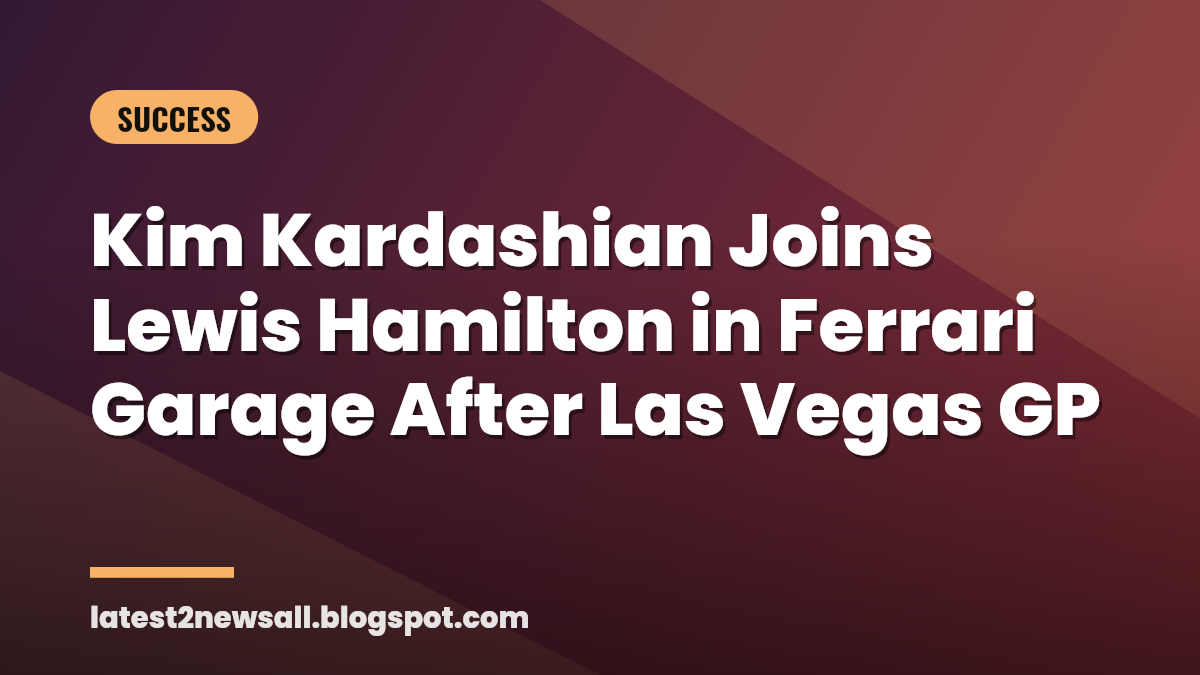 SUCCESS
Kim Kardashian Joins
Lewis Hamilton in Ferrari
Garage After Las Vegas GP
latest2newsall.blogspot.com